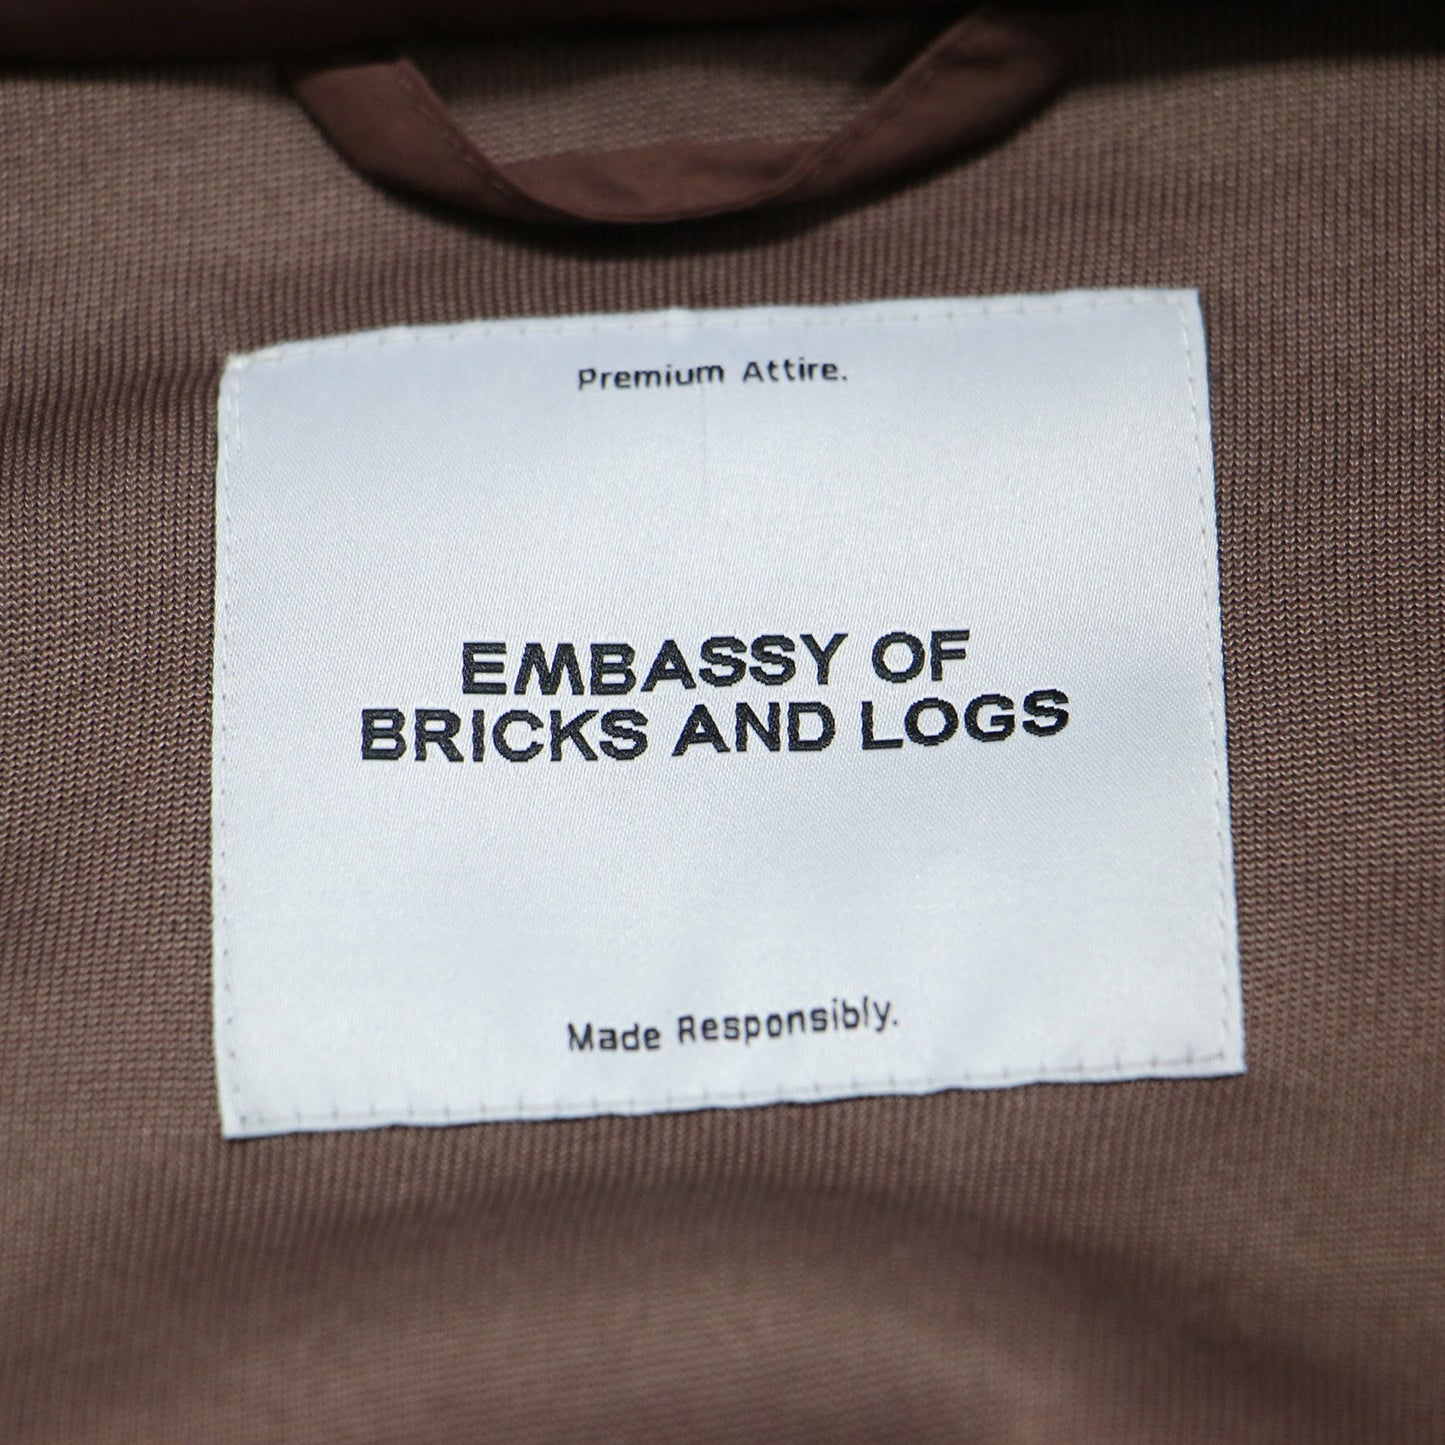 Premium Attire.
EMBASSY OF
BRICKS AND LOGS
Made Responsibly.